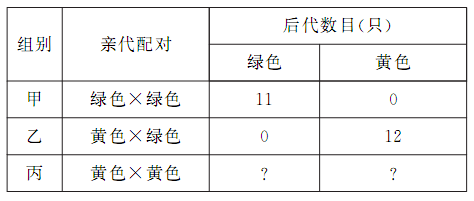 组别 亲代配对 后代数目(只)
绿色 黄色
甲 绿色×绿色 11 0
乙 黄色×绿色 0 12
丙 黄色×黄色 ? ?